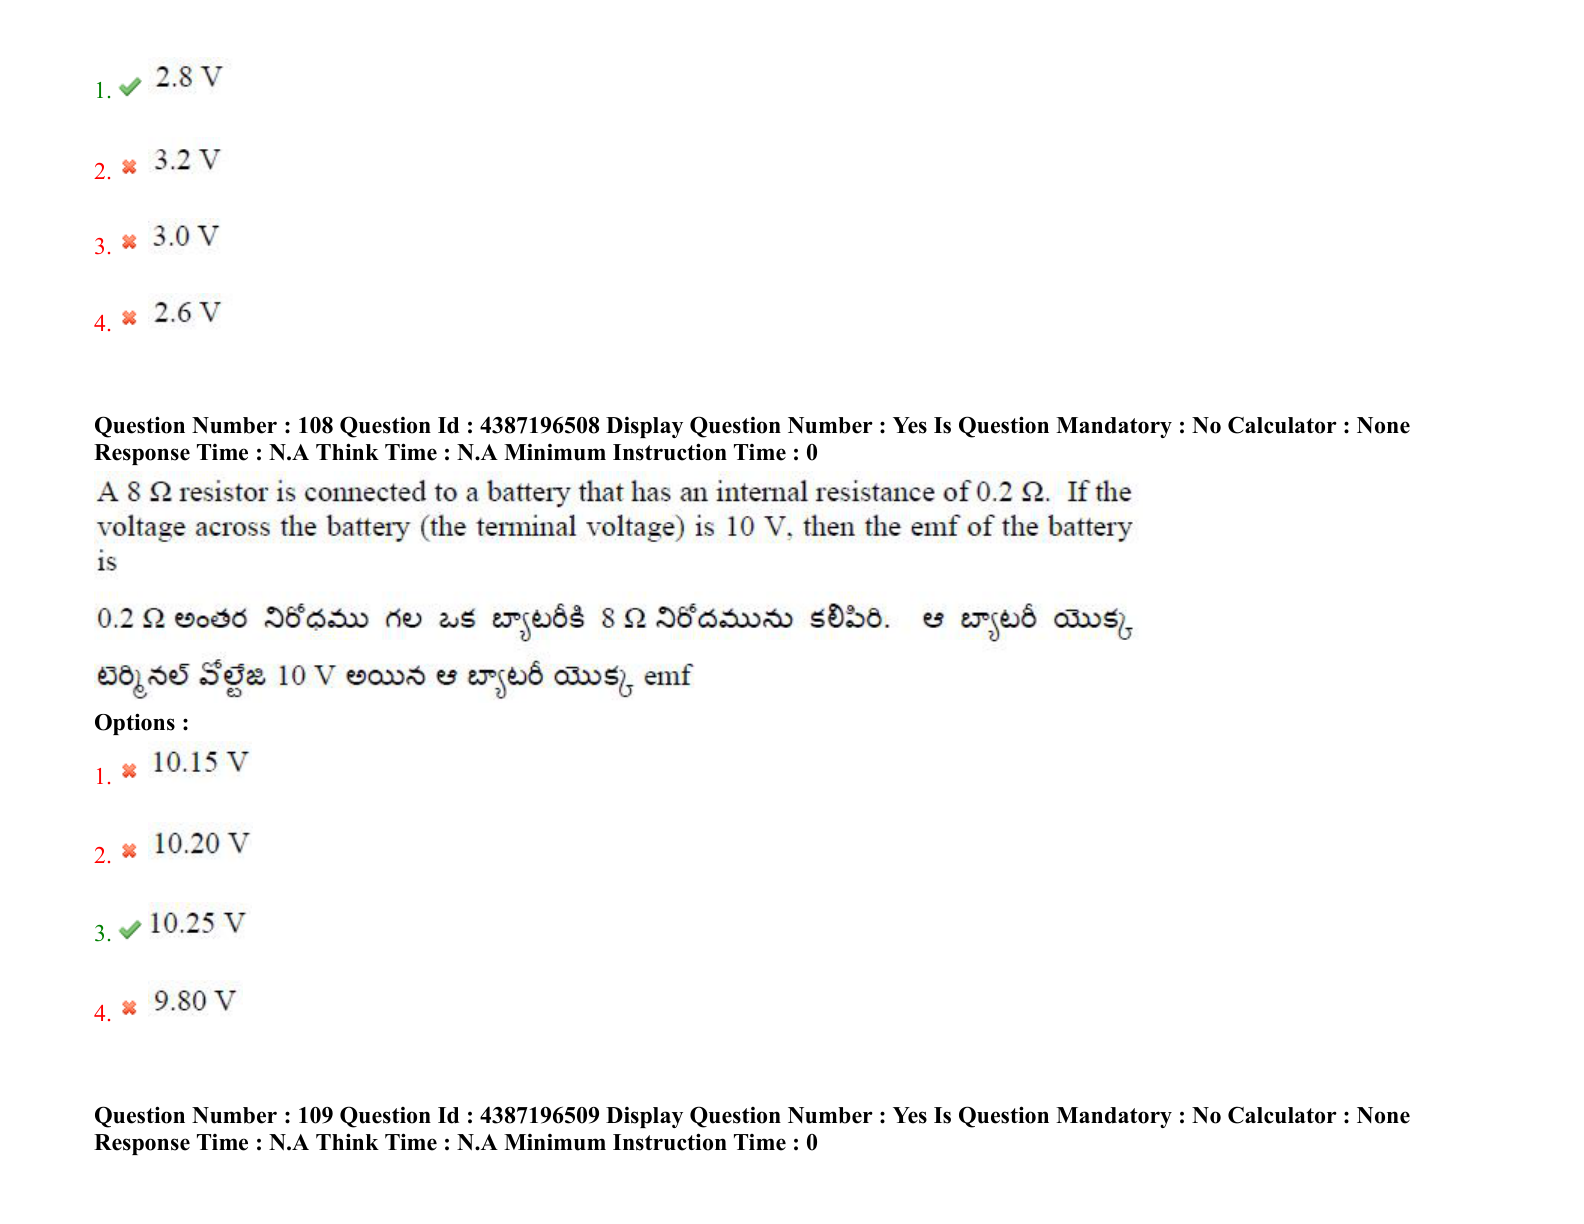 1. 2.8 V
2. 3.2 V
3. 3.0 V
4. 2.6 V
Question Number : 108 Question Id : 4387196508 Display Question Number : Yes Is Question Mandatory : No Calculator : None
Response Time : N.A Think Time : N.A Minimum Instruction Time : 0
A 8 Ω resistor is connected to a battery that has an internal resistance of 0.2 Ω. If the
voltage across the battery (the terminal voltage) is 10 V, then the emf of the battery
is
0.2 Ω అంతర నిరోధము గల ఒక బ్యాటరీకి 8 Ω నిరోదమును కలిపిరి. ఆ బ్యాటరీ యొక్క
టెర్మినల్ వోల్టేజి 10 V అయిన ఆ బ్యాటరీ యొక్క emf
Options :
1. 10.15 V
2. 10.20 V
3. 10.25 V
4. 9.80 V
Question Number : 109 Question Id : 4387196509 Display Question Number : Yes Is Question Mandatory : No Calculator : None
Response Time : N.A Think Time : N.A Minimum Instruction Time : 0